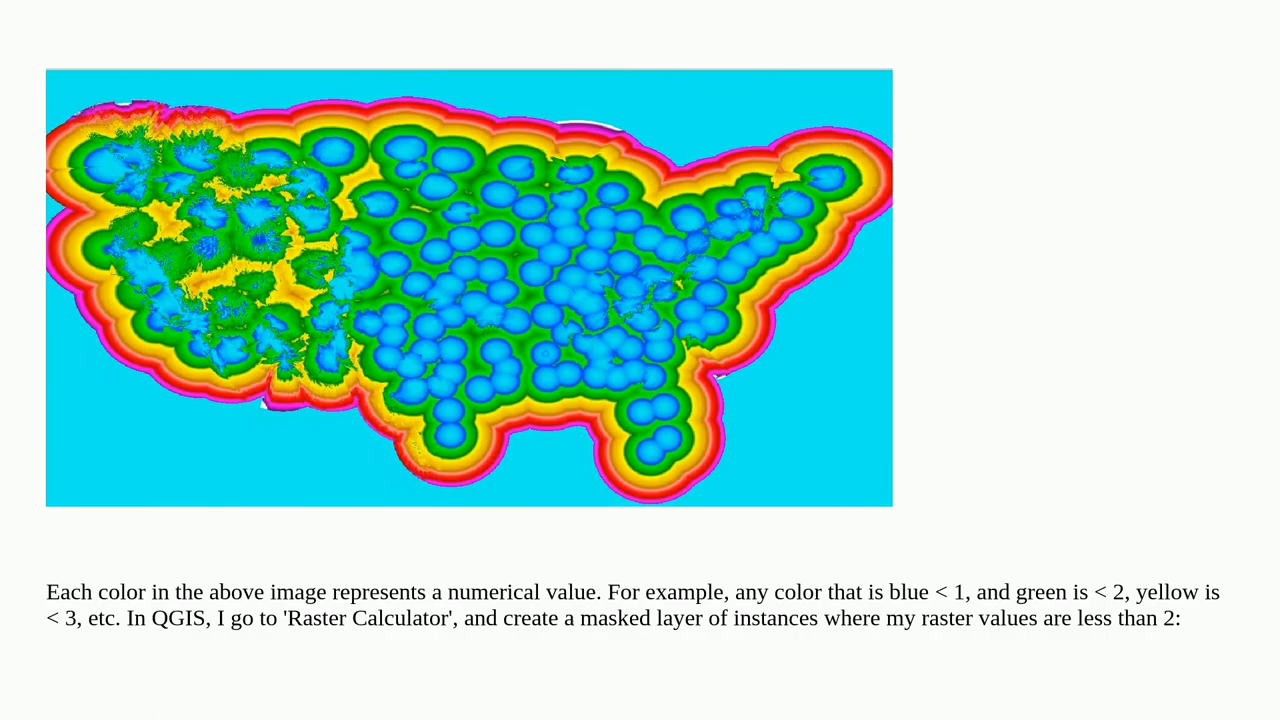 Each color in the above image represents a numerical value. For example, any color that is blue < 1, and green is < 2, yellow is
< 3, etc. In QGIS, I go to 'Raster Calculator', and create a masked layer of instances where my raster values are less than 2: